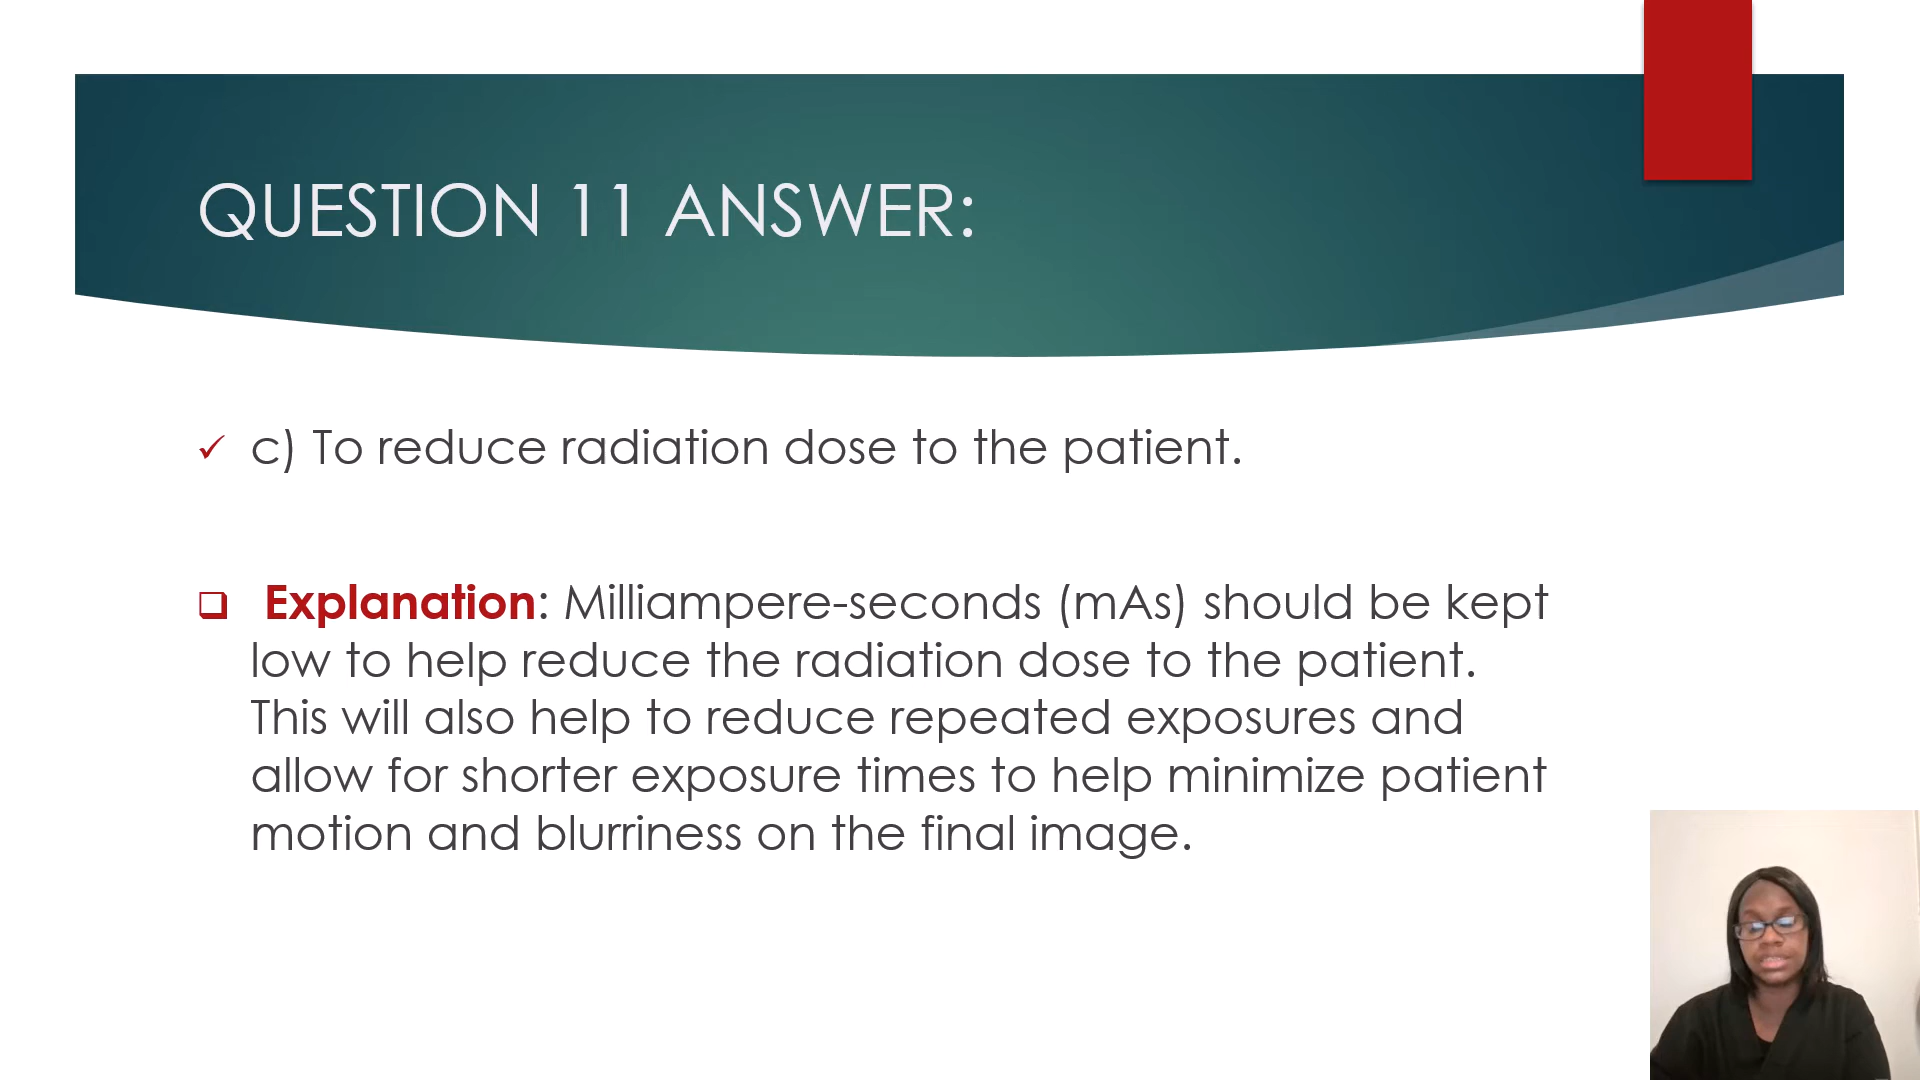 QUESTION 11 ANSWER:
c) To reduce radiation dose to the patient.
Explanation: Milliampere-seconds (mAs) should be kept
low to help reduce the radiation dose to the patient.
This will also help to reduce repeated exposures and
allow for shorter exposure times to help minimize patient
motion and blurriness on the final image.